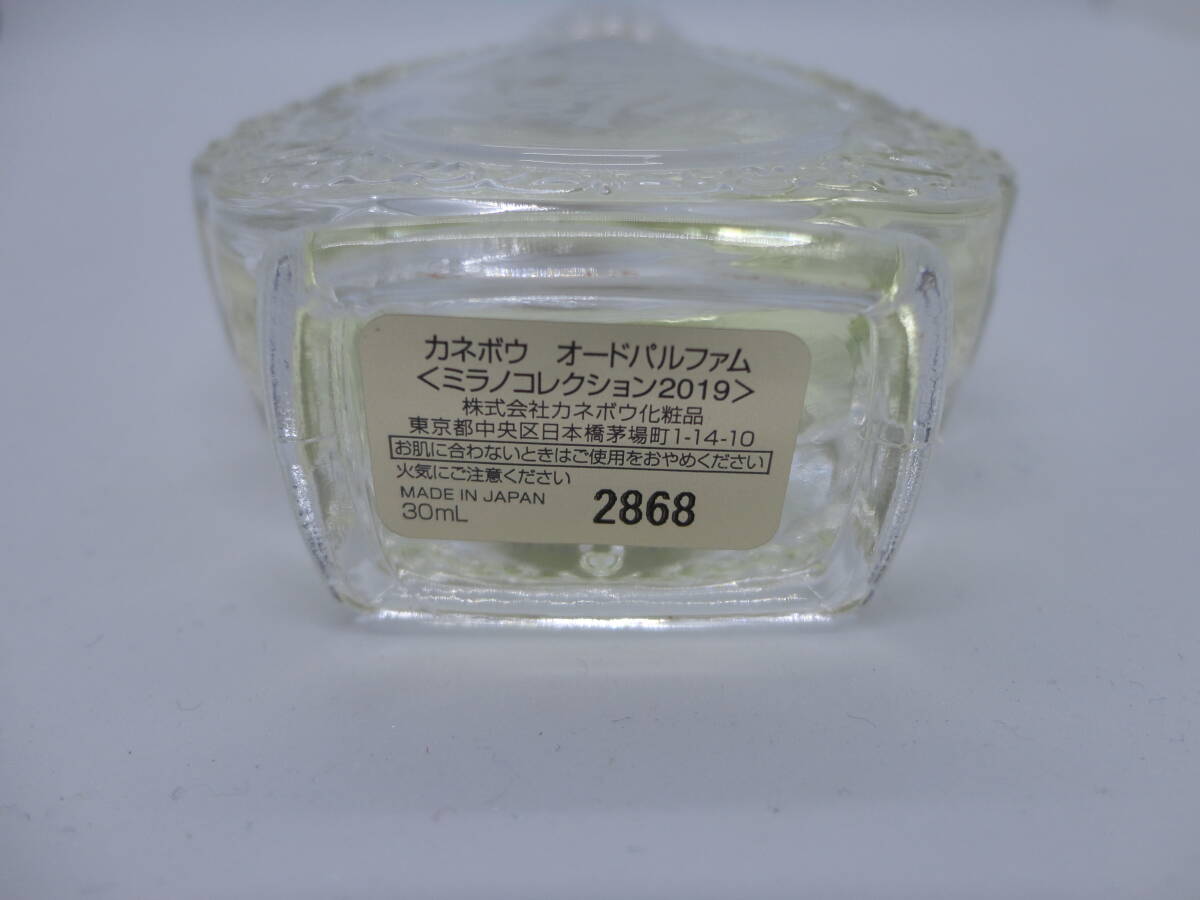 カネボウ　オードパルファム
＜ミラノコレクション2019＞
株式会社カネボウ化粧品
東京都中央区日本橋茅場町1-14-10
お肌に合わないときはご使用をおやめください
火気にご注意ください
MADE IN JAPAN
30mL 2868